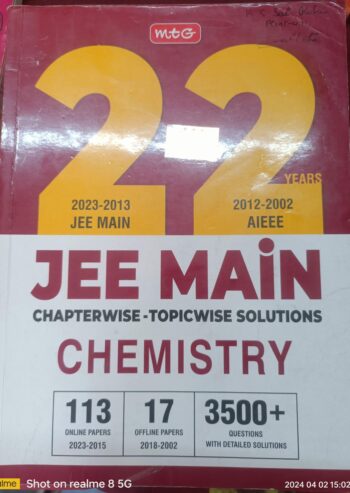 mtG
22
YEARS
2023-2013 2012-2002
JEE MAIN AIEEE
JEE MAiN
CHAPTERWISE - TOPICWISE SOLUTIONS
CHEMISTRY
113 17 3500+
ONLINE PAPERS OFFLINE PAPERS QUESTIONS
2023-2015 2018-2002 WITH DETAILED SOLUTIONS
Shot on realme 8 5G
2024 04 02 15:02